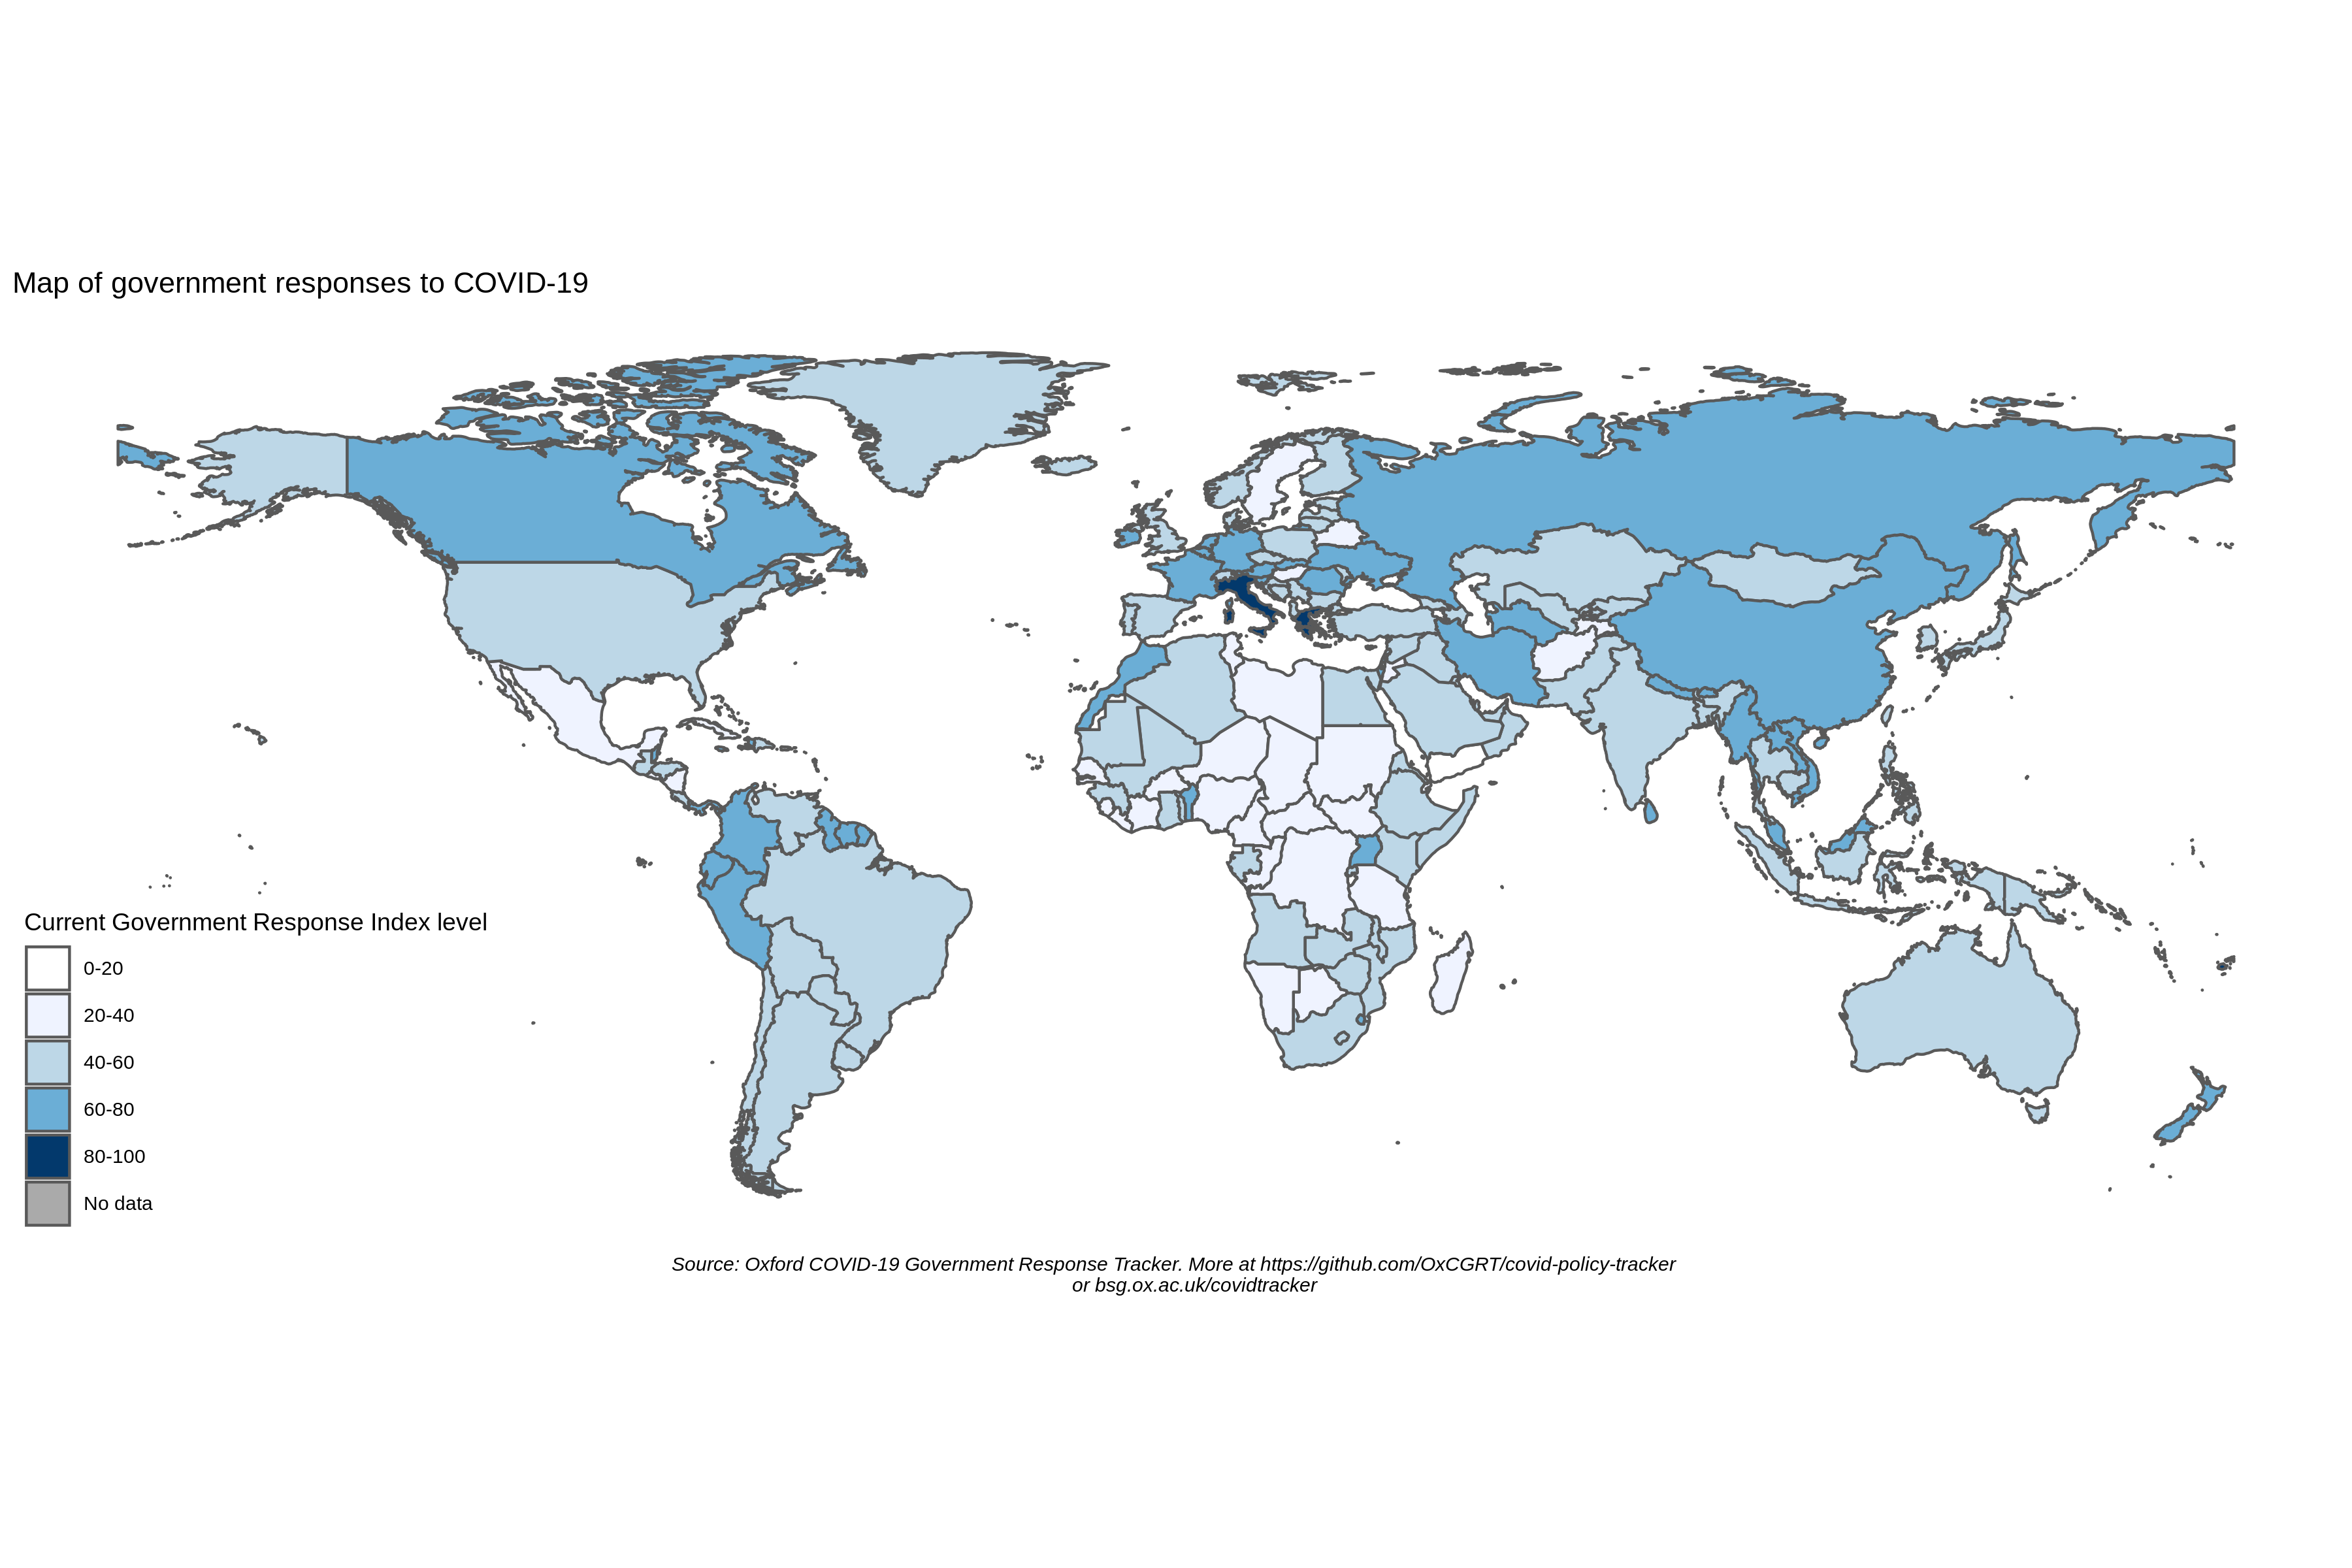 Map of government responses to COVID-19
Current Government Response Index level
0-20
20-40
40-60
60-80
80-100
No data
Source: Oxford COVID-19 Government Response Tracker. More at https://github.com/OxCGRT/covid-policy-tracker
or bsg.ox.ac.uk/covidtracker